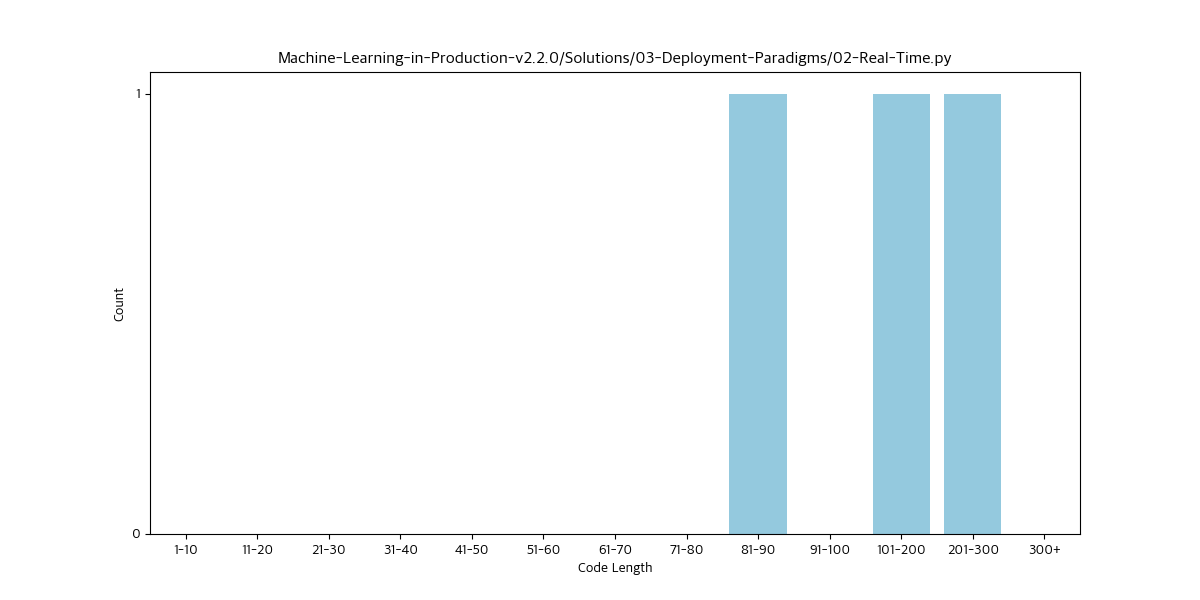 Machine-Learning-in-Production-v2.2.0/Solutions/03-Deployment-Paradigms/02-Real-Time.py
1
Count
0
1-10 11-20 21-30 31-40 41-50 51-60 61-70 71-80 81-90 91-100 101-200 201-300 300+
Code Length